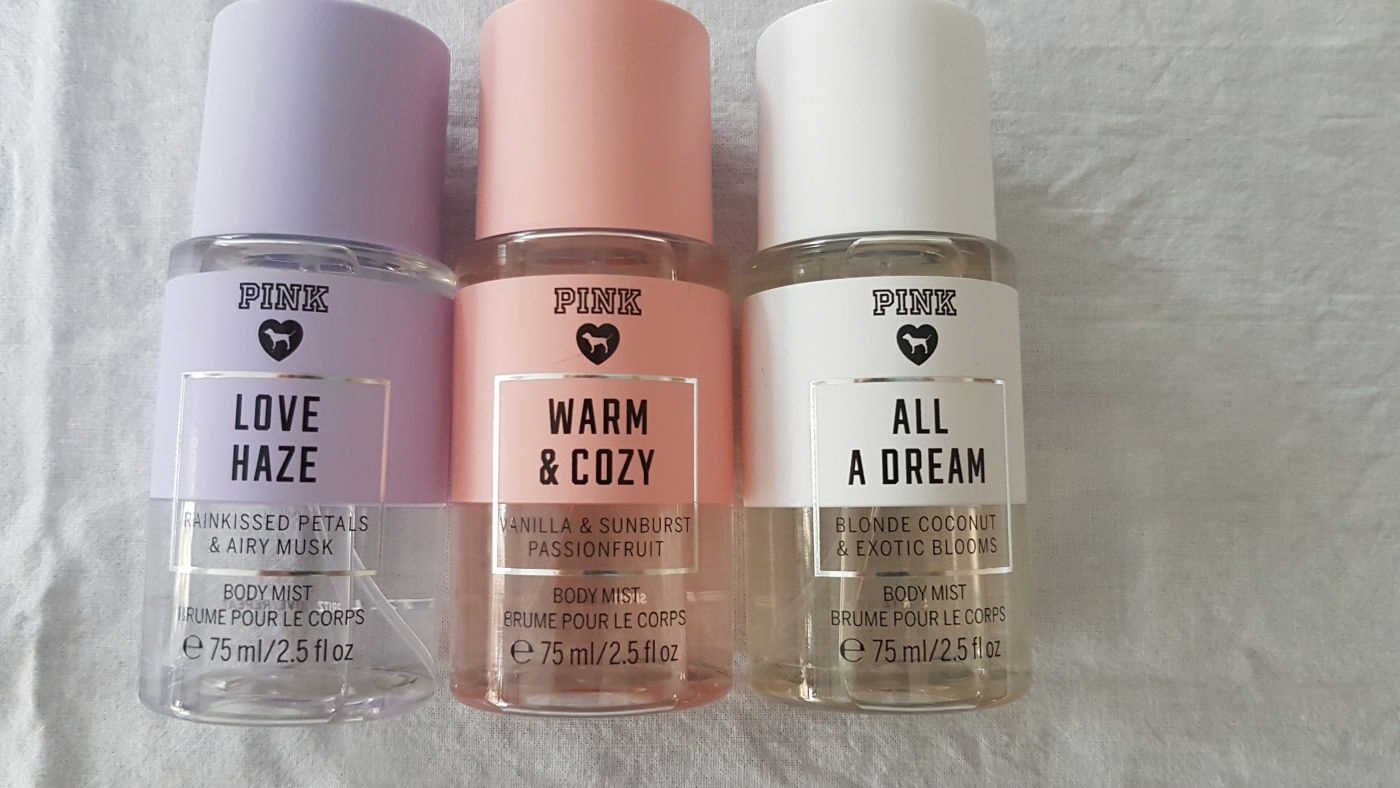 PINK
LOVE
HAZE
RAINKISSED PETALS
& AIRY MUSK
BODY MIST
BRUME POUR LE CORPS
℮ 75 ml/2.5 fl oz
PINK
WARM
& COZY
VANILLA & SUNBURST
PASSIONFRUIT
BODY MIST
BRUME POUR LE CORPS
℮ 75 ml/2.5 fl oz
PINK
ALL
A DREAM
BLONDE COCONUT
& EXOTIC BLOOMS
BODY MIST
BRUME POUR LE CORPS
℮ 75 ml/2.5 fl oz